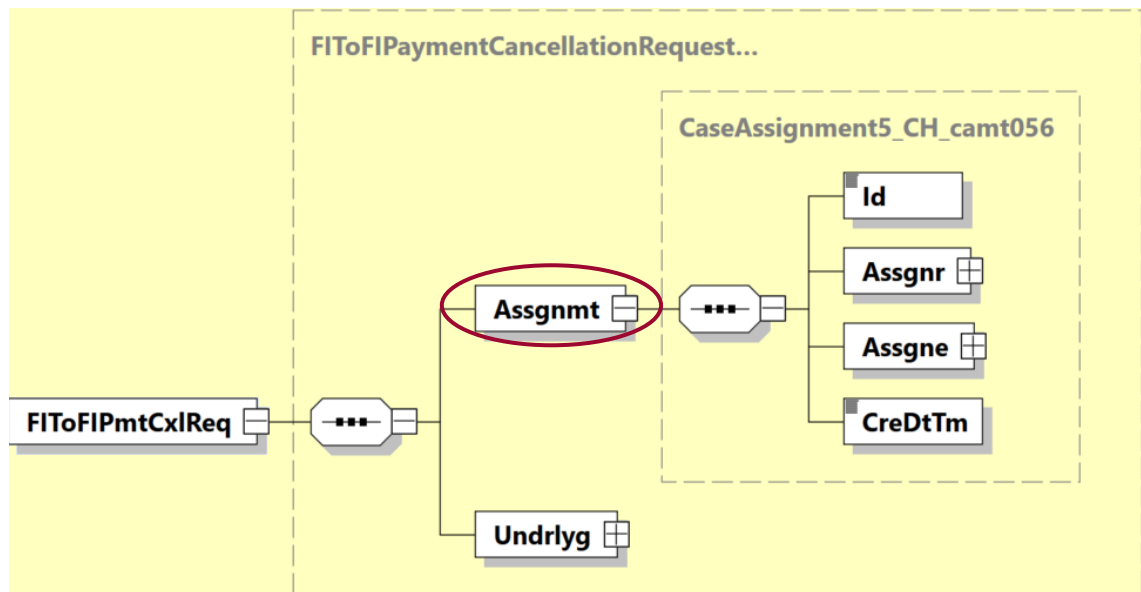 FIToFIPaymentCancellationRequest...
CaseAssignment5_CH_camt056
Id
Assgnr
Assgnmt
Assgne
FIToFIPmtCxlReq
CreDtTm
Undrlyg